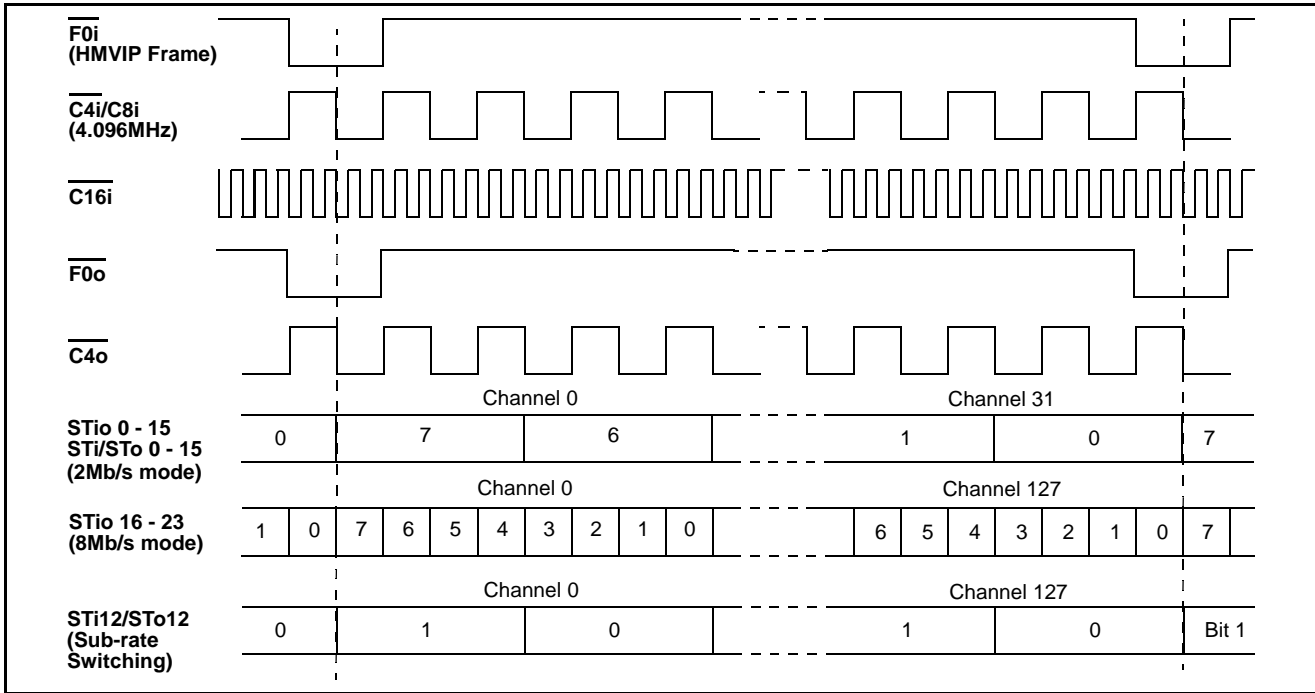 F0i
(HMVIP Frame)
C4i/C8i
(4.096MHz)
C16i
F0o
C4o
Channel 0
Channel 31
STio 0 - 15
STi/STo 0 - 15
(2Mb/s mode)
0 7 6 1 0 7
Channel 0
Channel 127
STio 16 - 23
(8Mb/s mode)
1 0 7 6 5 4 3 2 1 0 6 5 4 3 2 1 0 7
Channel 0
Channel 127
STi12/STo12
(Sub-rate
Switching)
0 1 0 1 0 Bit 1